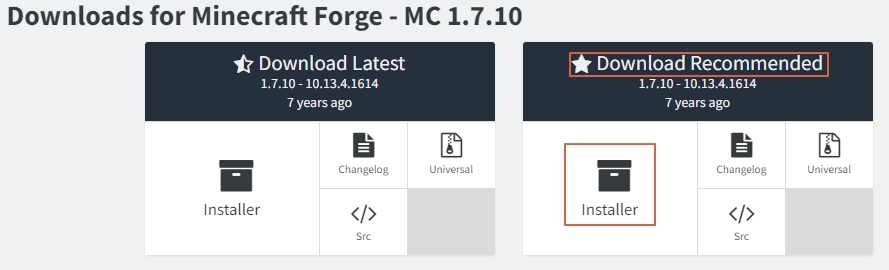 Downloads for Minecraft Forge - MC 1.7.10
Download Latest
1.7.10 - 10.13.4.1614
7 years ago
Installer
Changelog
Universal
Src
Download Recommended
1.7.10 - 10.13.4.1614
7 years ago
Installer
Changelog
Universal
Src